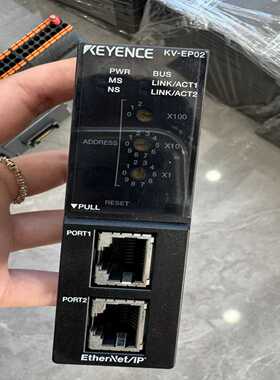 KEYENCE KV-EP02
PWR BUS
MS LINK/ACT1
NS LINK/ACT2
X100
ADDRESS X10
X1
RESET
PULL
PORT1
PORT2
EtherNet/IP